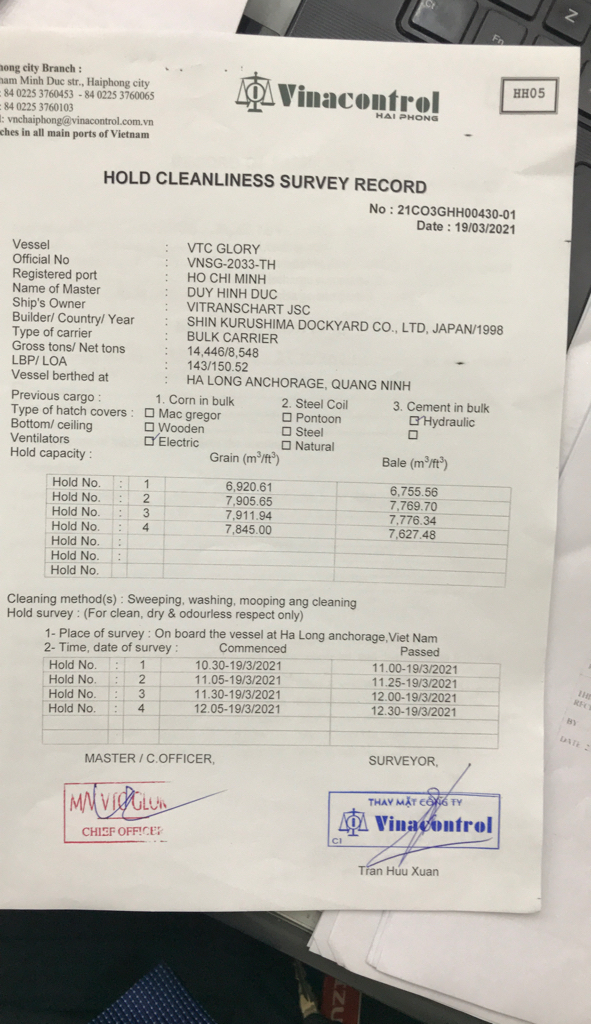 hong city Branch :
ham Minh Duc str., Haiphong city
: 84 0225 3760453 - 84 0225 3760065
: 84 0225 3760103
l: vnchaiphong@vinacontrol.com.vn
ches in all main ports of Vietnam
Vinacontrol
HAI PHONG
HH05
HOLD CLEANLINESS SURVEY RECORD
No : 21CO3GHH00430-01
Date : 19/03/2021
Vessel : VTC GLORY
Official No : VNSG-2033-TH
Registered port : HO CHI MINH
Name of Master : DUY HINH DUC
Ship's Owner : VITRANSCHART JSC
Builder/ Country/ Year : SHIN KURUSHIMA DOCKYARD CO., LTD, JAPAN/1998
Type of carrier : BULK CARRIER
Gross tons/ Net tons : 14,446/8,548
LBP/ LOA : 143/150.52
Vessel berthed at : HA LONG ANCHORAGE, QUANG NINH
Previous cargo : 1. Corn in bulk 2. Steel Coil 3. Cement in bulk
Type of hatch covers : ☐ Mac gregor ☐ Pontoon ☑ Hydraulic
Bottom/ ceiling ☐ Wooden ☐ Steel ☐
Ventilators ☑ Electric ☐ Natural
Hold capacity : Grain (m³/ft³) Bale (m³/ft³)
Hold No. : 1 6,920.61 6,755.56
Hold No. : 2 7,905.65 7,769.70
Hold No. : 3 7,911.94 7,776.34
Hold No. : 4 7,845.00 7,627.48
Hold No. :
Hold No. :
Hold No.
Cleaning method(s) : Sweeping, washing, mooping ang cleaning
Hold survey : (For clean, dry & odourless respect only)
1- Place of survey : On board the vessel at Ha Long anchorage,Viet Nam
2- Time, date of survey : Commenced Passed
Hold No. : 1 10.30-19/3/2021 11.00-19/3/2021
Hold No. : 2 11.05-19/3/2021 11.25-19/3/2021
Hold No. : 3 11.30-19/3/2021 12.00-19/3/2021
Hold No. : 4 12.05-19/3/2021 12.30-19/3/2021
MASTER / C.OFFICER, SURVEYOR,
CHIEF OFFICER
THAY MẶT CÔNG TY
Vinacontrol
CI
Tran Huu Xuan
Ctrl
Fn
Z